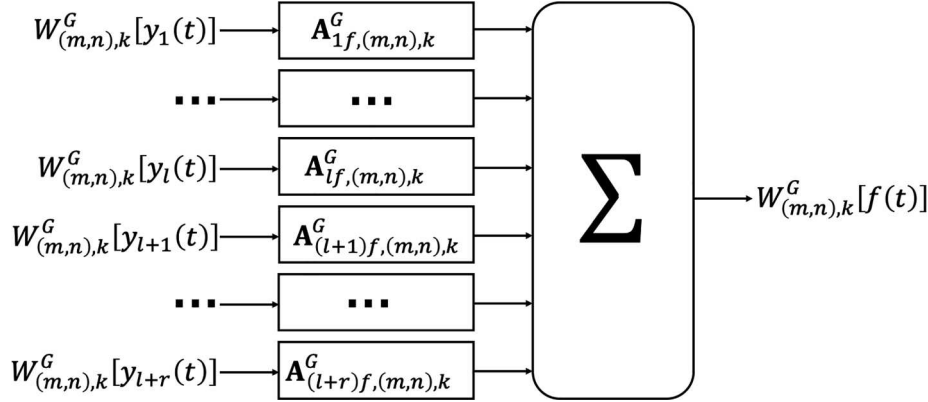 W^G_{(m,n),k}[y_1(t)] A^G_{1f,(m,n),k}
... ...
W^G_{(m,n),k}[y_l(t)] A^G_{lf,(m,n),k}
Σ
W^G_{(m,n),k}[f(t)]
W^G_{(m,n),k}[y_{l+1}(t)] A^G_{(l+1)f,(m,n),k}
... ...
W^G_{(m,n),k}[y_{l+r}(t)] A^G_{(l+r)f,(m,n),k}